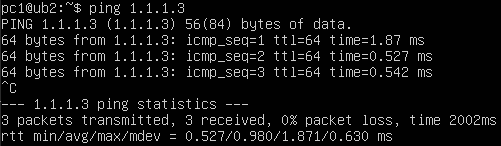 pc1@ub2:~$ ping 1.1.1.3
PING 1.1.1.3 (1.1.1.3) 56(84) bytes of data.
64 bytes from 1.1.1.3: icmp_seq=1 ttl=64 time=1.87 ms
64 bytes from 1.1.1.3: icmp_seq=2 ttl=64 time=0.527 ms
64 bytes from 1.1.1.3: icmp_seq=3 ttl=64 time=0.542 ms
^C
--- 1.1.1.3 ping statistics ---
3 packets transmitted, 3 received, 0% packet loss, time 2002ms
rtt min/avg/max/mdev = 0.527/0.980/1.871/0.630 ms